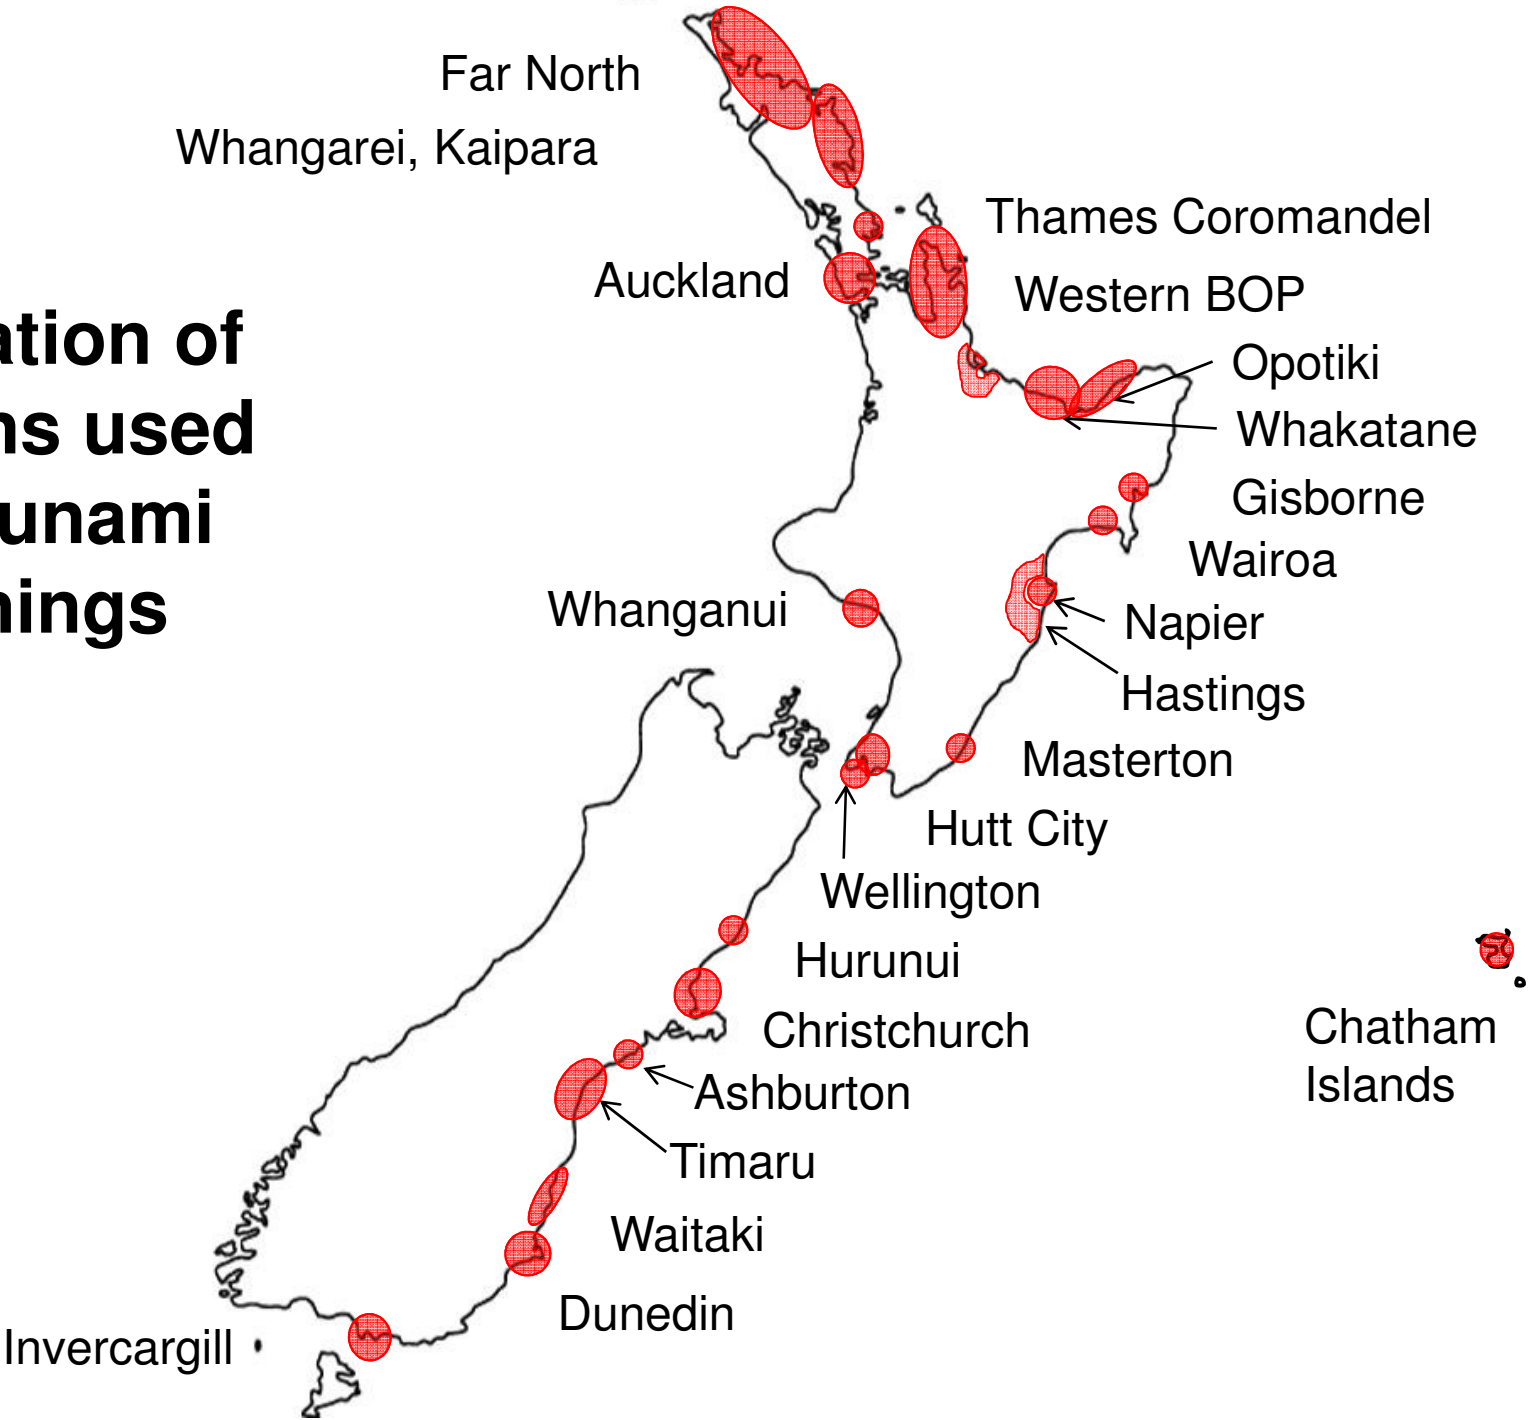 Far North
Whangarei, Kaipara
Thames Coromandel
Auckland
Western BOP
ation of
Opotiki
ns used
Whakatane
Gisborne
unami
Wairoa
Whanganui
nings
Napier
Hastings
Masterton
Hutt City
Wellington
Hurunui
Christchurch
Chatham
Islands
Ashburton
Timaru
Waitaki
Dunedin
Invercargill